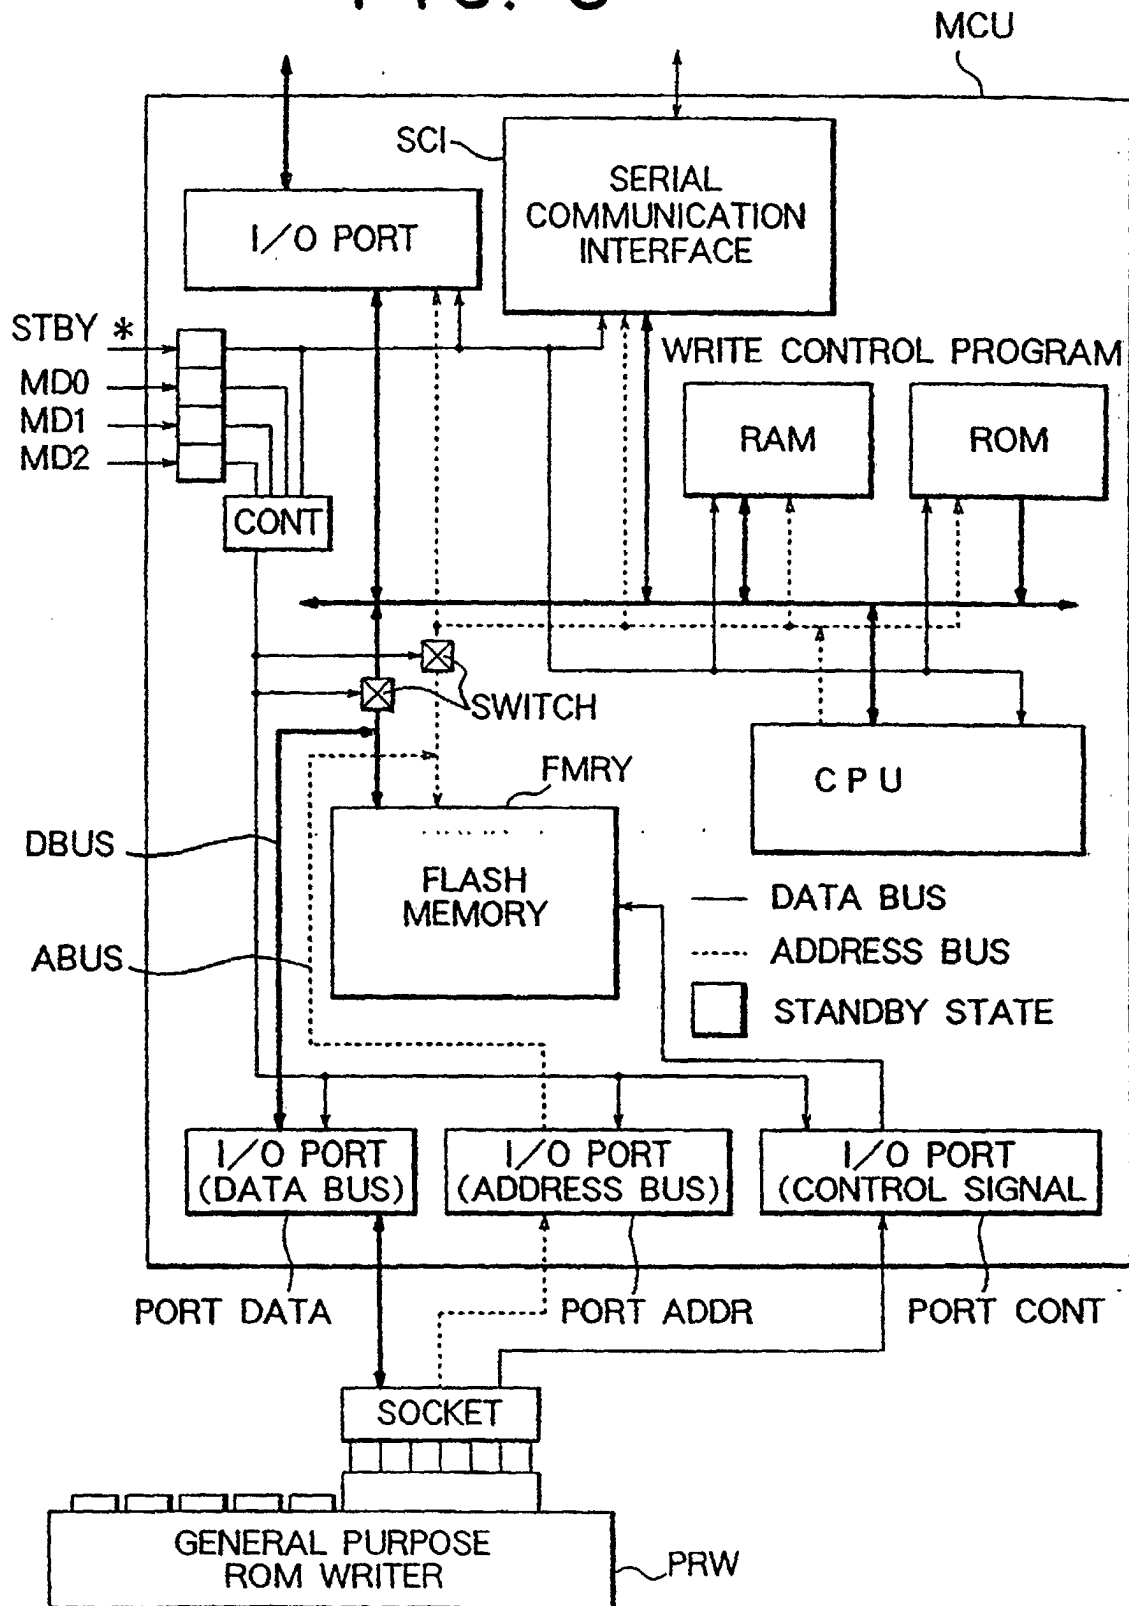 MCU
SCI
SERIAL
COMMUNICATION
INTERFACE
I/O PORT
STBY *
MD0
MD1
MD2
WRITE CONTROL PROGRAM
RAM
ROM
CONT
SWITCH
FMRY
CPU
DBUS
FLASH
MEMORY
DATA BUS
ABUS
ADDRESS BUS
STANDBY STATE
I/O PORT
(DATA BUS)
I/O PORT
(ADDRESS BUS)
I/O PORT
(CONTROL SIGNAL
PORT DATA
PORT ADDR
PORT CONT
SOCKET
GENERAL PURPOSE
ROM WRITER
PRW